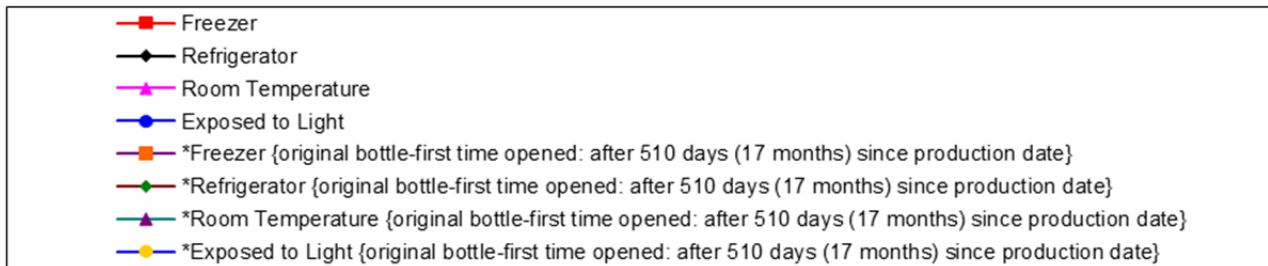 Freezer
Refrigerator
Room Temperature
Exposed to Light
*Freezer {original bottle-first time opened: after 510 days (17 months) since production date}
*Refrigerator {original bottle-first time opened: after 510 days (17 months) since production date}
*Room Temperature {original bottle-first time opened: after 510 days (17 months) since production date}
*Exposed to Light {original bottle-first time opened: after 510 days (17 months) since production date}